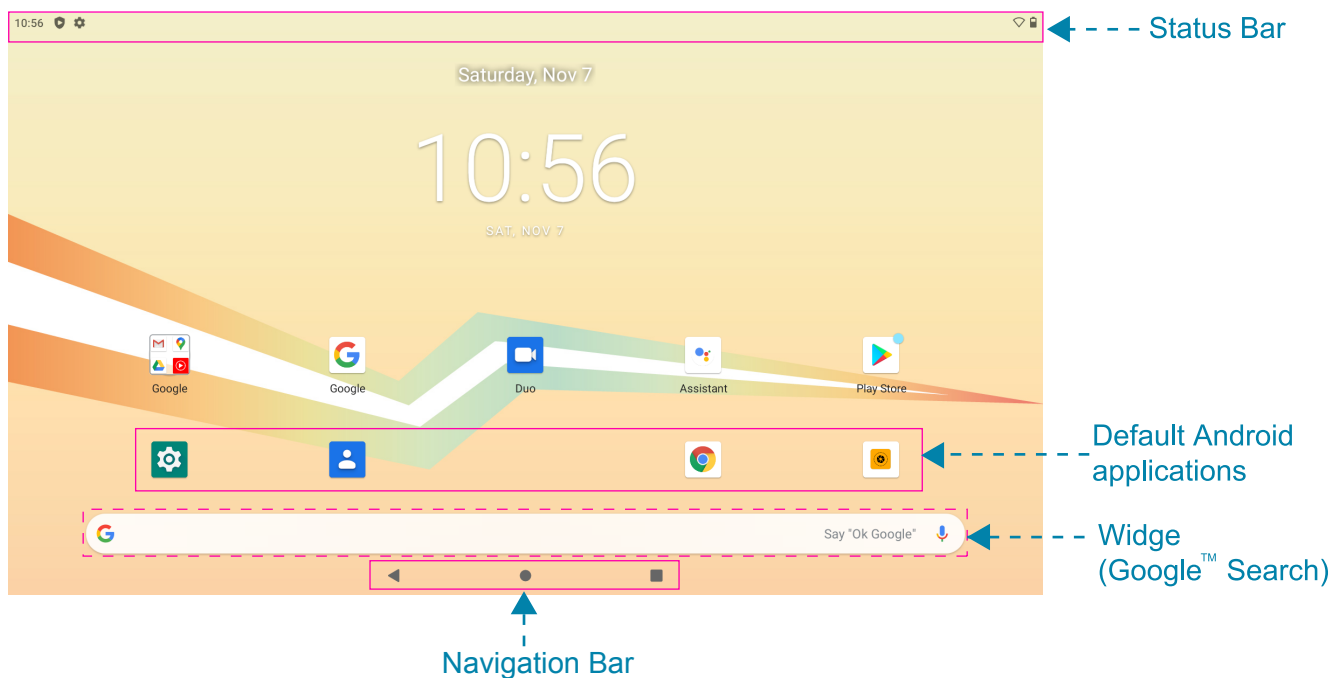 10:56
Status Bar
Saturday, Nov 7
10:56
SAT, NOV 7
Google
Google
Duo
Assistant
Play Store
Default Android
applications
Say "Ok Google"
Widge
(Google™ Search)
Navigation Bar